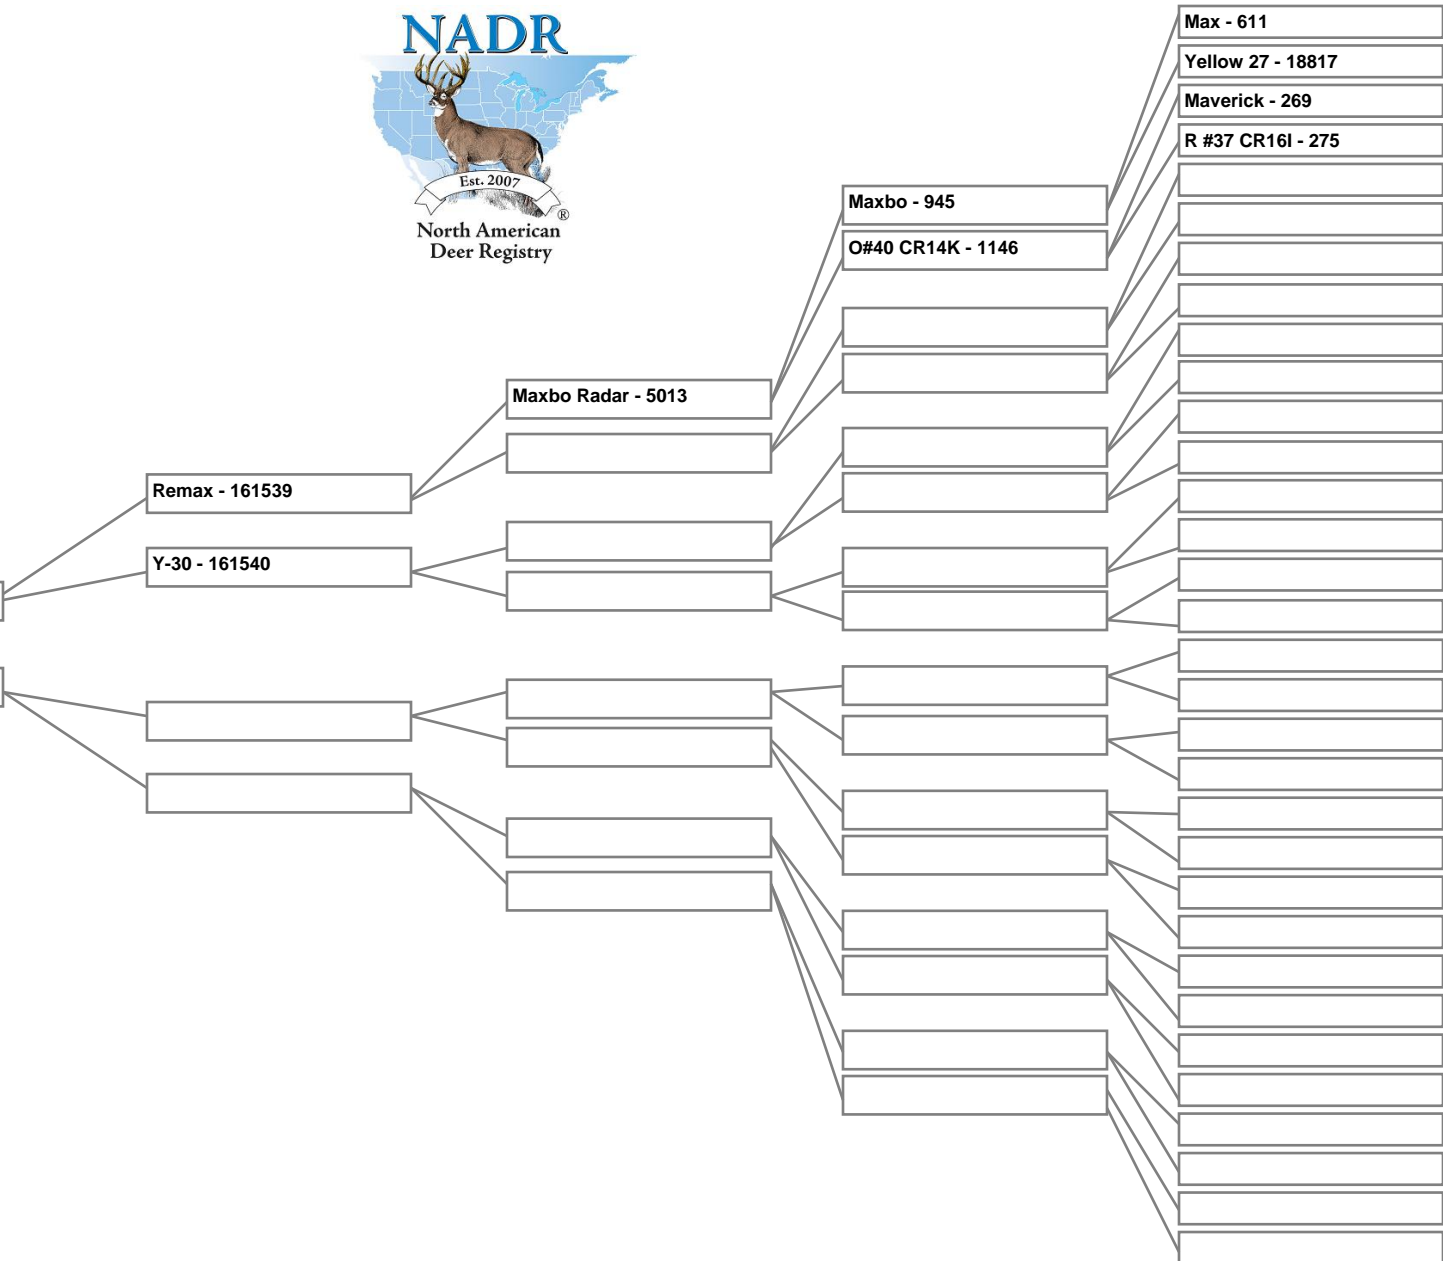 NADR
Est. 2007
®
North American
Deer Registry
Max - 611
Yellow 27 - 18817
Maverick - 269
R #37 CR16I - 275
Maxbo - 945
O#40 CR14K - 1146
Maxbo Radar - 5013
Remax - 161539
Y-30 - 161540